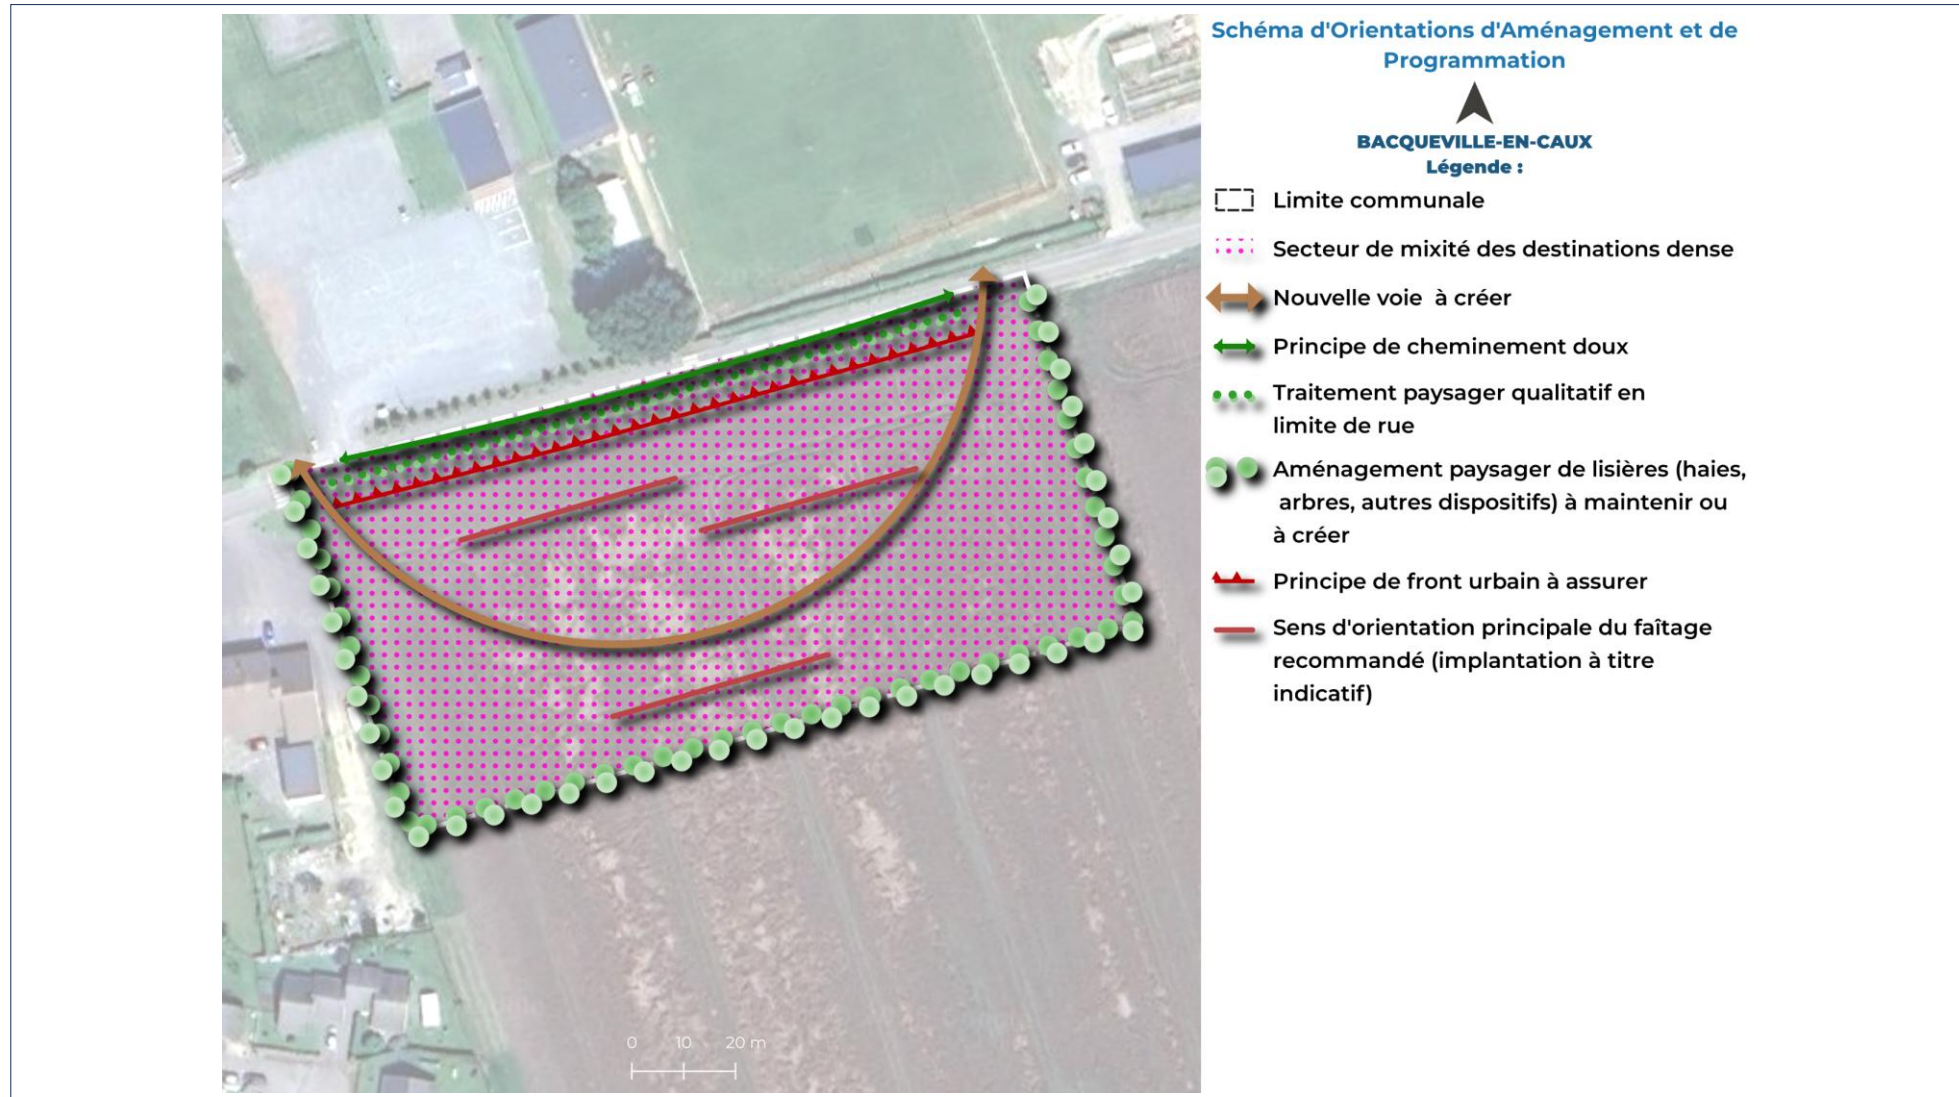 Schéma d'Orientations d'Aménagement et de
Programmation
BACQUEVILLE-EN-CAUX
Légende :
Limite communale
Secteur de mixité des destinations dense
Nouvelle voie à créer
Principe de cheminement doux
Traitement paysager qualitatif en
limite de rue
Aménagement paysager de lisières (haies,
arbres, autres dispositifs) à maintenir ou
à créer
Principe de front urbain à assurer
Sens d'orientation principale du faîtage
recommandé (implantation à titre
indicatif)
0 10 20 m